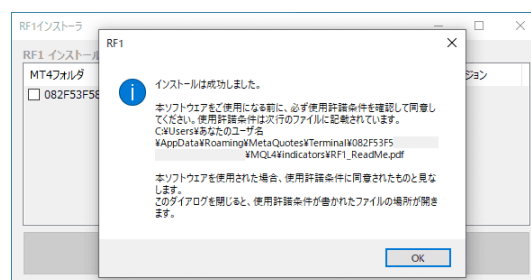 RF1インストーラ
RF1 インストール
MT4フォルダ
ジョン
082F53F58
RF1
インストールは成功しました。
本ソフトウェアをご使用になる前に、必ず使用許諾条件を確認して同意し
てください。使用許諾条件は次のファイルに記載されています。
C:¥Users¥あなたのユーザ名
¥AppData¥Roaming¥MetaQuotes¥Terminal¥082F53F5
¥MQL4¥indicators¥RF1_ReadMe.pdf
本ソフトウェアを使用された場合、使用許諾条件に同意されたものと見な
します。
このダイアログを閉じると、使用許諾条件が書かれたファイルの場所が開き
ます。
OK